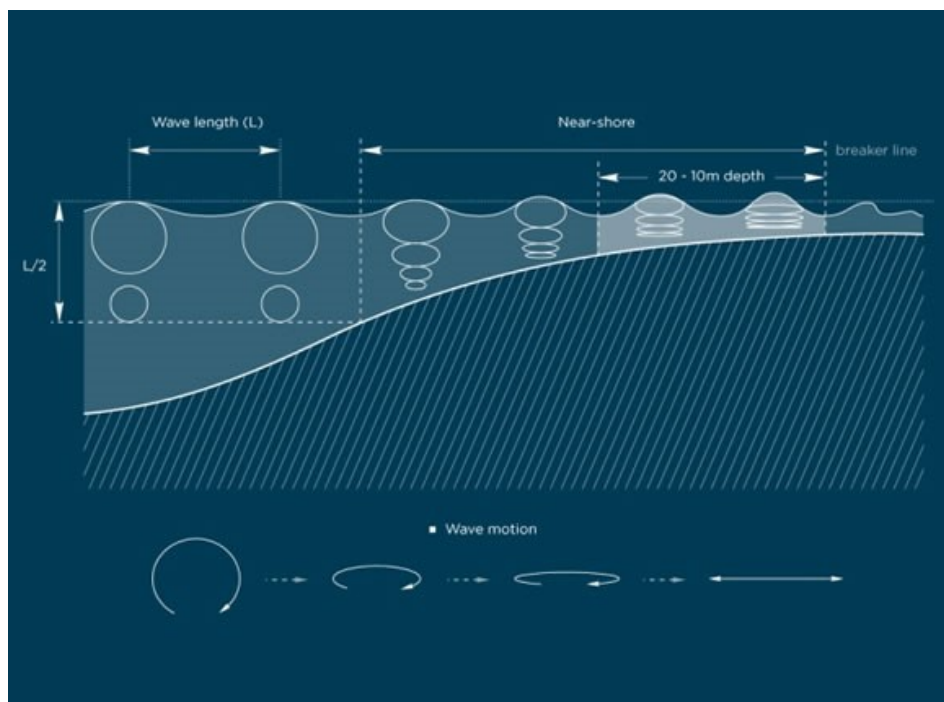 Wave length (L)
Near-shore
breaker line
20 - 10m depth
L/2
Wave motion